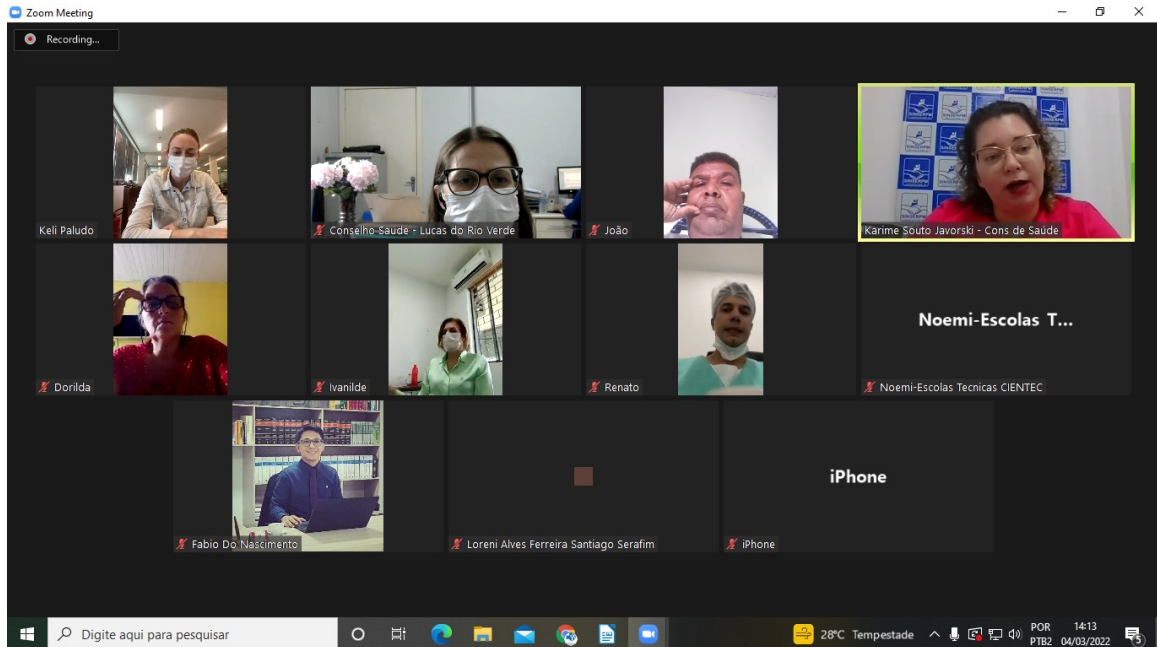 Zoom Meeting
Recording...
Keli Paludo
Conselho Saúde - Lucas do Rio Verde
João
Karime Souto Javorski - Cons de Saúde
Dorilda
Ivanilde
Renato
Noemi-Escolas T...
Noemi-Escolas Tecnicas CIENTEC
Fabio Do Nascimento
Loreni Alves Ferreira Santiago Serafim
iPhone
iPhone
Digite aqui para pesquisar
28°C Tempestade
POR
PTB2
14:13
04/03/2022
5